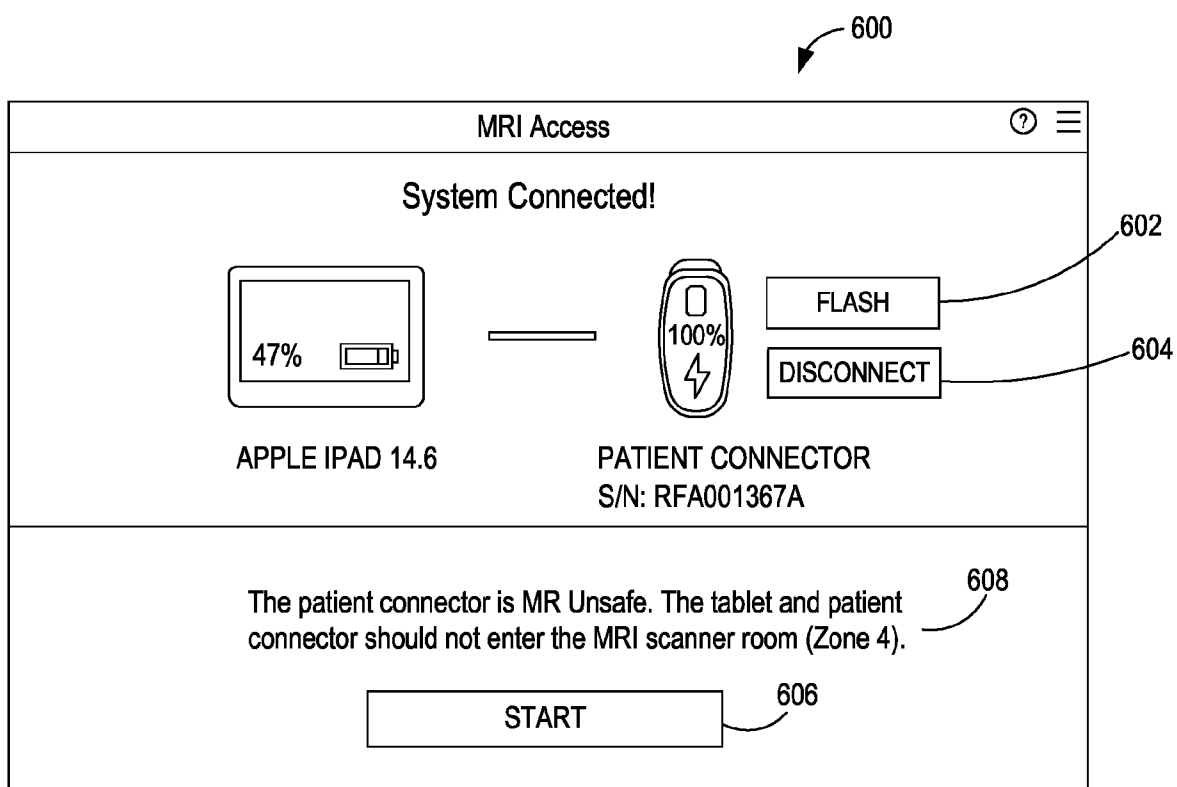 600
MRI Access ? ☰
System Connected!
602
FLASH
100%
47%
604
DISCONNECT
APPLE IPAD 14.6
PATIENT CONNECTOR
S/N: RFA001367A
608
The patient connector is MR Unsafe. The tablet and patient
connector should not enter the MRI scanner room (Zone 4).
606
START